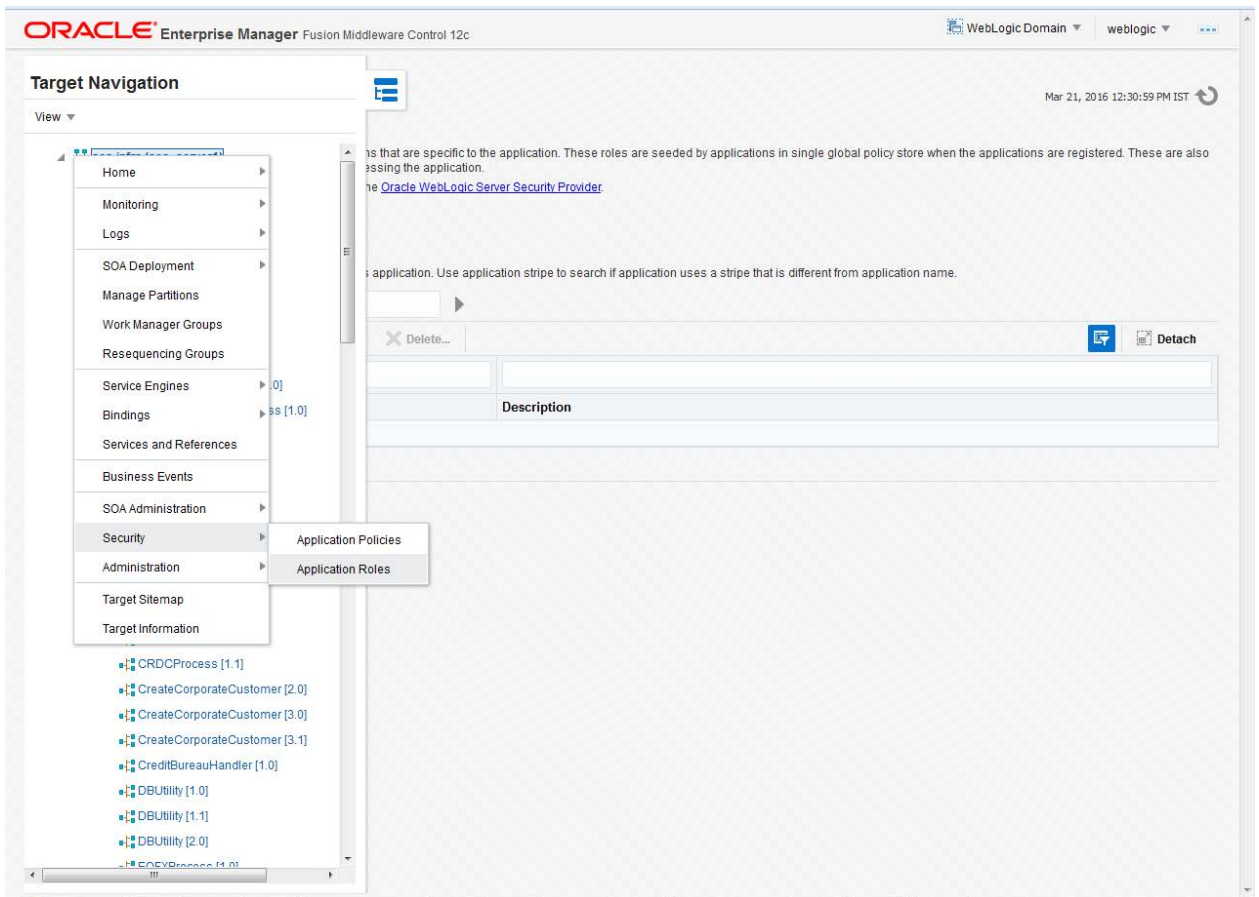 ORACLE Enterprise Manager Fusion Middleware Control 12c
WebLogic Domain
weblogic
Target Navigation
View
Mar 21, 2016 12:30:59 PM IST
ns that are specific to the application. These roles are seeded by applications in single global policy store when the applications are registered. These are also
essing the application.
he Oracle WebLogic Server Security Provider.
s application. Use application stripe to search if application uses a stripe that is different from application name.
Delete...
Detach
Description
Home
Monitoring
Logs
SOA Deployment
Manage Partitions
Work Manager Groups
Resequencing Groups
Service Engines
.0]
Bindings
ss [1.0]
Services and References
Business Events
SOA Administration
Security
Application Policies
Administration
Application Roles
Target Sitemap
Target Information
CRDCProcess [1.1]
CreateCorporateCustomer [2.0]
CreateCorporateCustomer [3.0]
CreateCorporateCustomer [3.1]
CreditBureauHandler [1.0]
DBUtility [1.0]
DBUtility [1.1]
DBUtility [2.0]